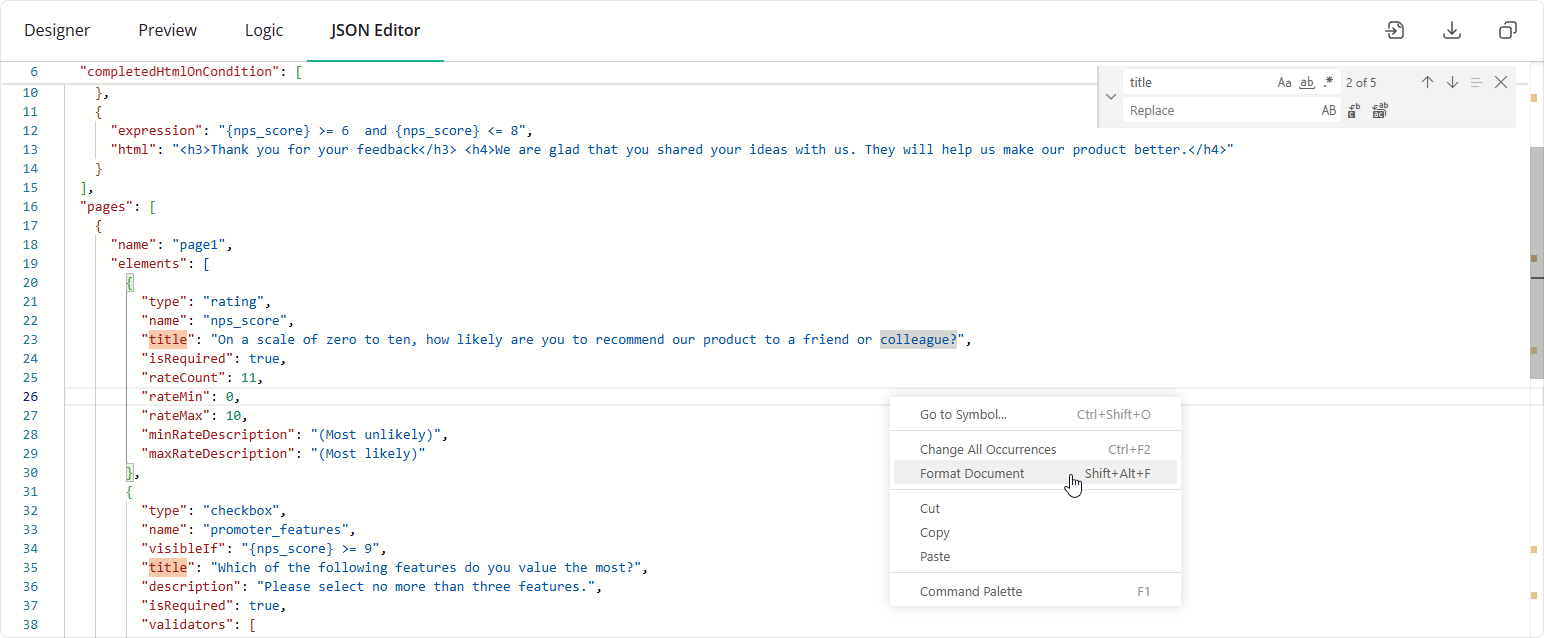 Designer Preview Logic JSON Editor
6 "completedHtmlOnCondition": [
title Aa ab .* 2 of 5
Replace AB
10 },
11 {
12 "expression": "{nps_score} >= 6  and {nps_score} <= 8",
13 "html": "<h3>Thank you for your feedback</h3> <h4>We are glad that you shared your ideas with us. They will help us make our product better.</h4>"
14 }
15 ],
16 "pages": [
17 {
18 "name": "page1",
19 "elements": [
20 {
21 "type": "rating",
22 "name": "nps_score",
23 "title": "On a scale of zero to ten, how likely are you to recommend our product to a friend or colleague?",
24 "isRequired": true,
25 "rateCount": 11,
26 "rateMin": 0,
27 "rateMax": 10,
28 "minRateDescription": "(Most unlikely)",
29 "maxRateDescription": "(Most likely)"
30 },
31 {
32 "type": "checkbox",
33 "name": "promoter_features",
34 "visibleIf": "{nps_score} >= 9",
35 "title": "Which of the following features do you value the most?",
36 "description": "Please select no more than three features.",
37 "isRequired": true,
38 "validators": [
Go to Symbol... Ctrl+Shift+O
Change All Occurrences Ctrl+F2
Format Document Shift+Alt+F
Cut
Copy
Paste
Command Palette F1